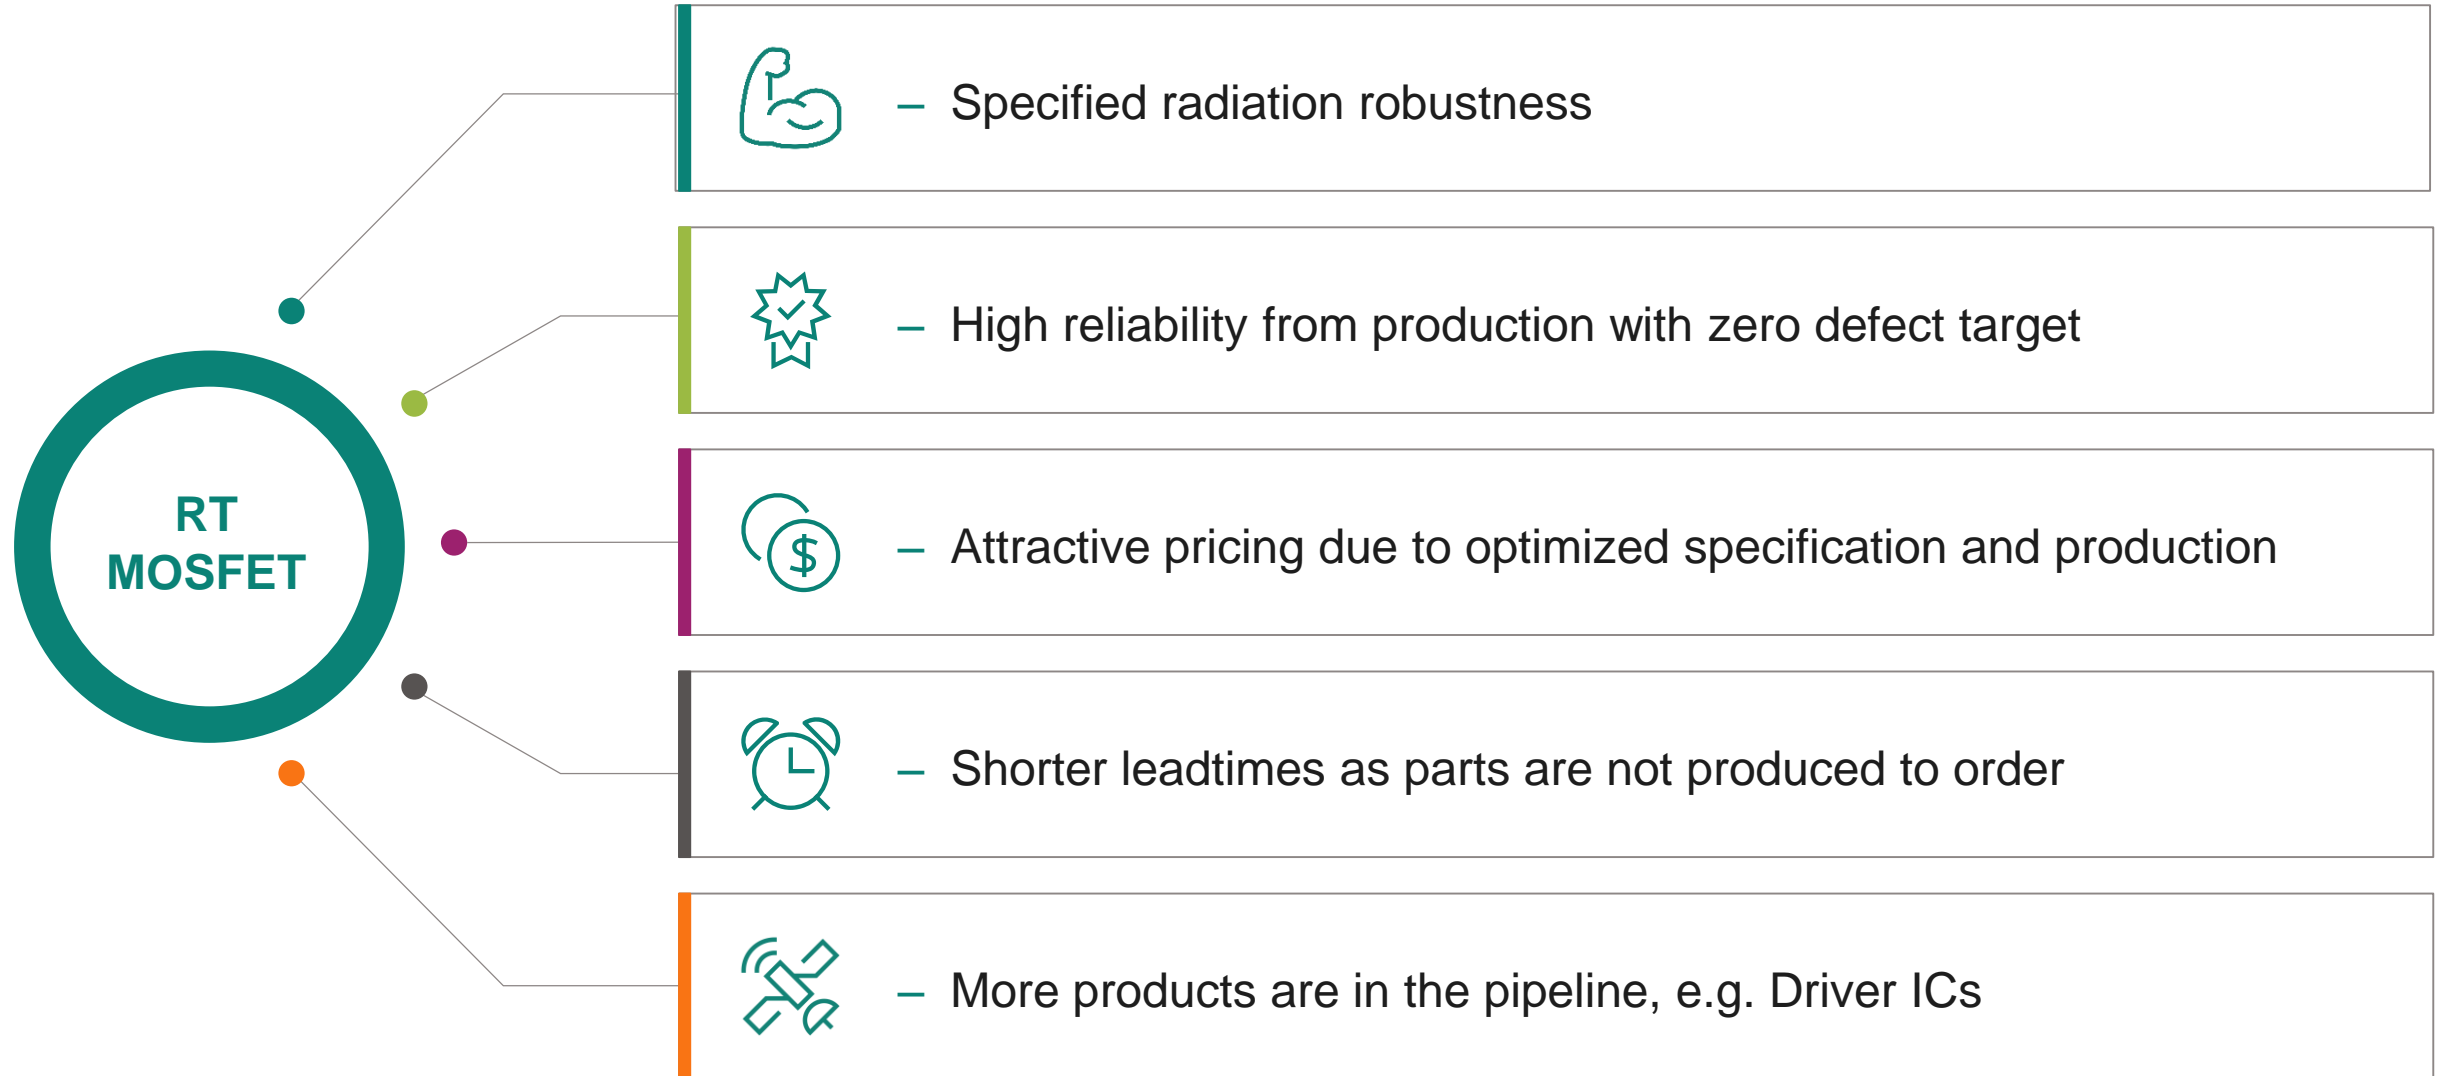 RT
MOSFET
– Specified radiation robustness
– High reliability from production with zero defect target
$
– Attractive pricing due to optimized specification and production
– Shorter leadtimes as parts are not produced to order
– More products are in the pipeline, e.g. Driver ICs